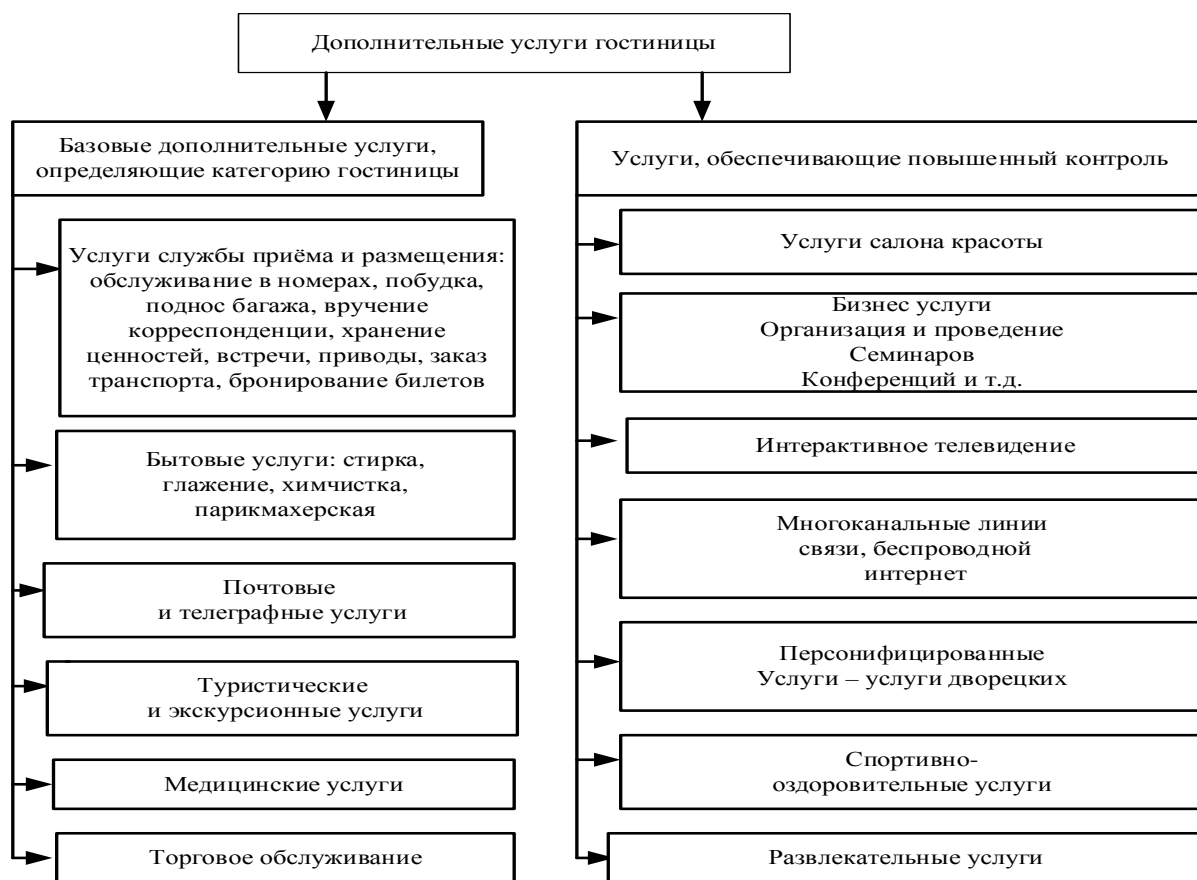 Дополнительные услуги гостиницы
Базовые дополнительные услуги,
определяющие категорию гостиницы
Услуги службы приёма и размещения:
обслуживание в номерах, побудка,
поднос багажа, вручение
корреспонденции, хранение
ценностей, встречи, приводы, заказ
транспорта, бронирование билетов
Бытовые услуги: стирка,
глажение, химчистка,
парикмахерская
Почтовые
и телеграфные услуги
Туристические
и экскурсионные услуги
Медицинские услуги
Торговое обслуживание
Услуги, обеспечивающие повышенный контроль
Услуги салона красоты
Бизнес услуги
Организация и проведение
Семинаров
Конференций и т.д.
Интерактивное телевидение
Многоканальные линии
связи, беспроводной
интернет
Персонифицированные
Услуги – услуги дворецких
Спортивно-
оздоровительные услуги
Развлекательные услуги